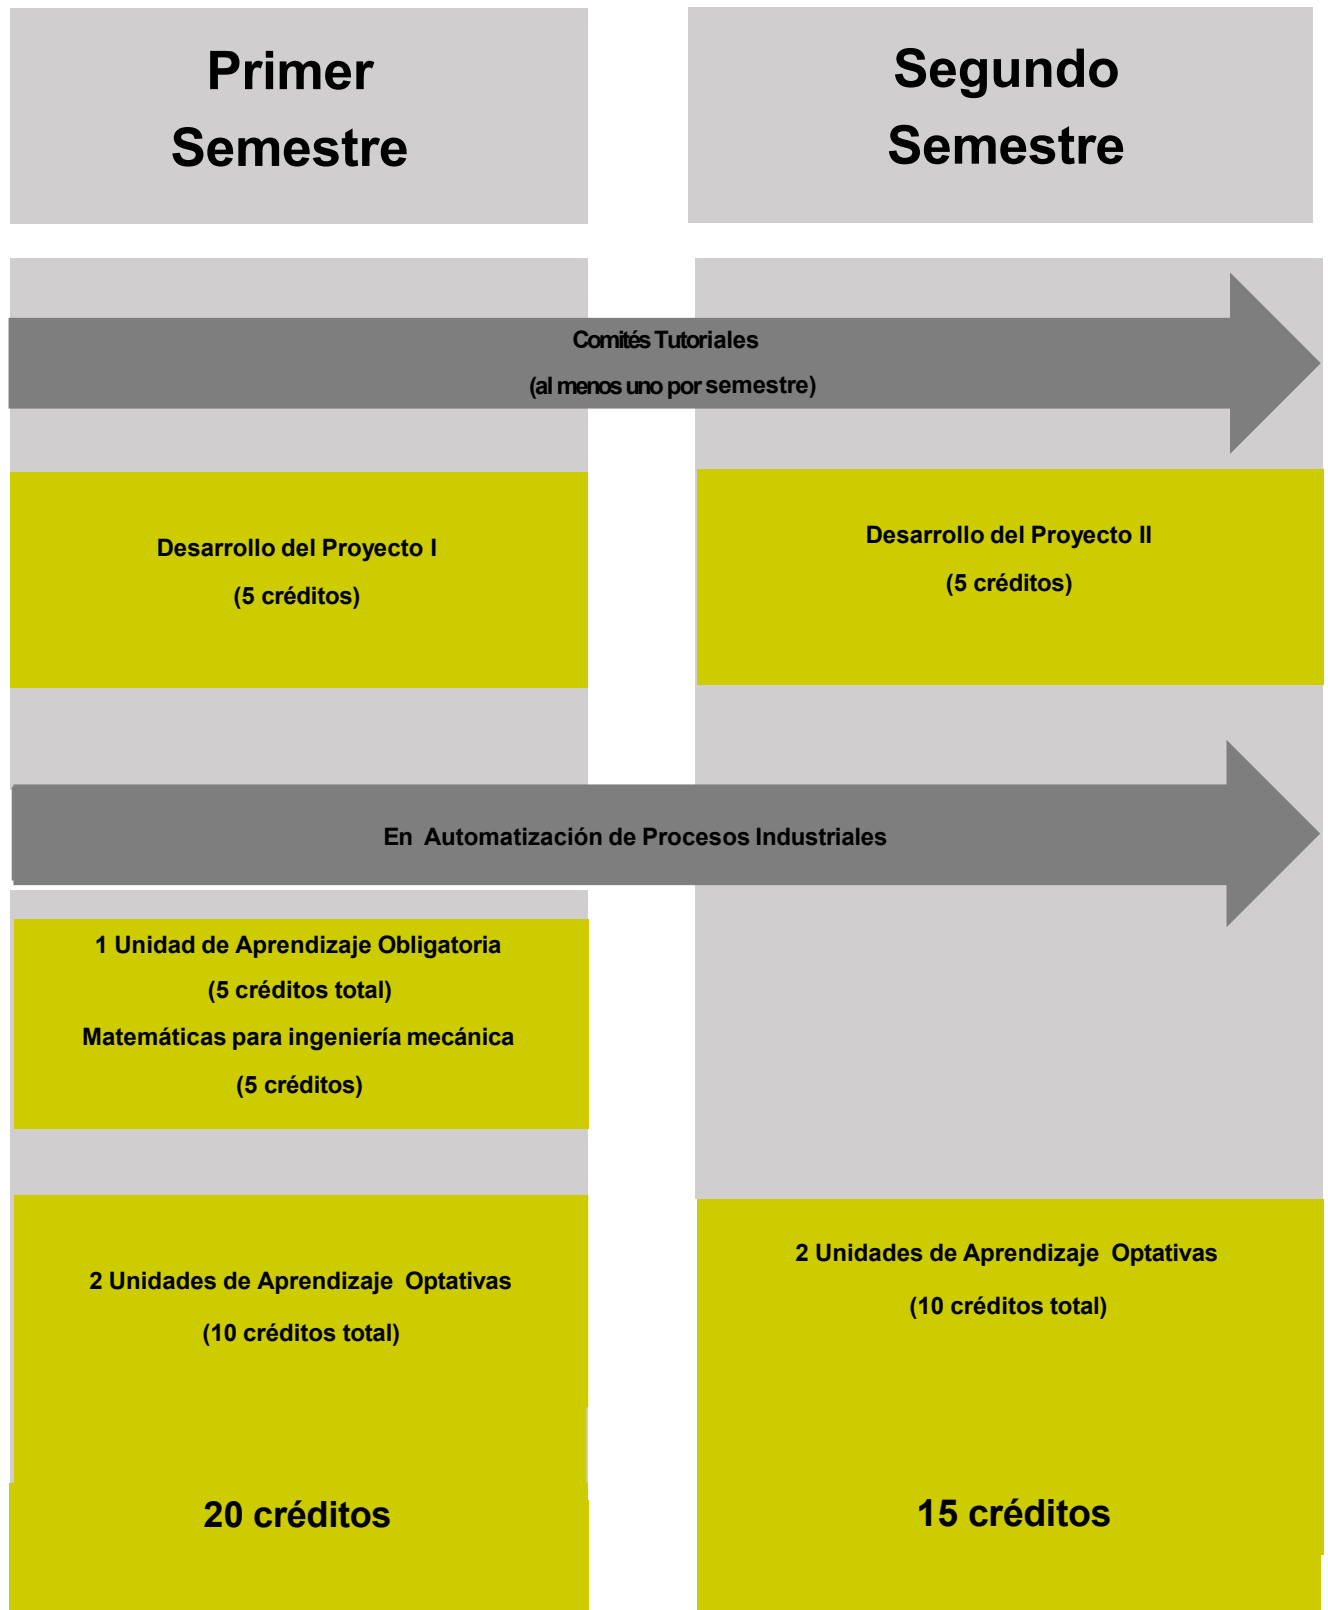 Primer
Semestre
Segundo
Semestre
Comités Tutoriales
(al menos uno por semestre)
Desarrollo del Proyecto I
(5 créditos)
Desarrollo del Proyecto II
(5 créditos)
En Automatización de Procesos Industriales
1 Unidad de Aprendizaje Obligatoria
(5 créditos total)
Matemáticas para ingeniería mecánica
(5 créditos)
2 Unidades de Aprendizaje Optativas
(10 créditos total)
2 Unidades de Aprendizaje Optativas
(10 créditos total)
20 créditos
15 créditos